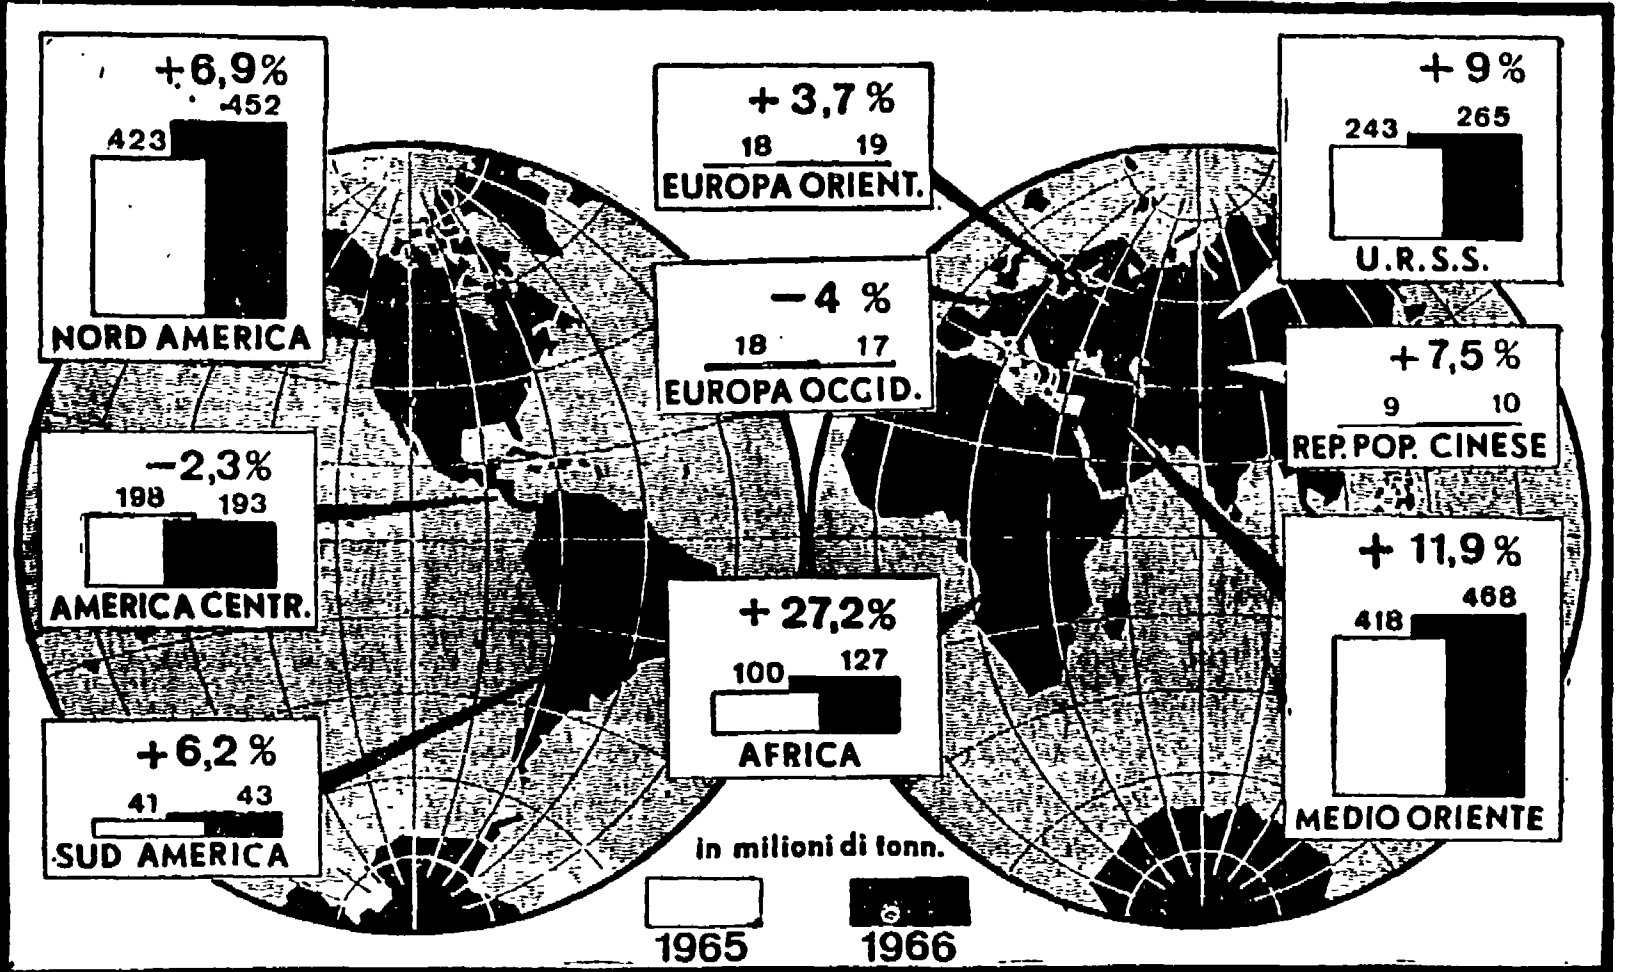 +6,9%
423
452
NORD AMERICA
-2,3%
198
193
AMERICA CENTR.
+6,2%
41
43
SUD AMERICA
+3,7%
18
19
EUROPA ORIENT.
-4 %
18
17
EUROPA OCCID.
+27,2%
100
127
AFRICA
in milioni di tonn.
1965
1966
+9%
243
265
U.R.S.S.
+7,5%
9
10
REP. POP. CINESE
+ 11,9%
418
468
MEDIO ORIENTE